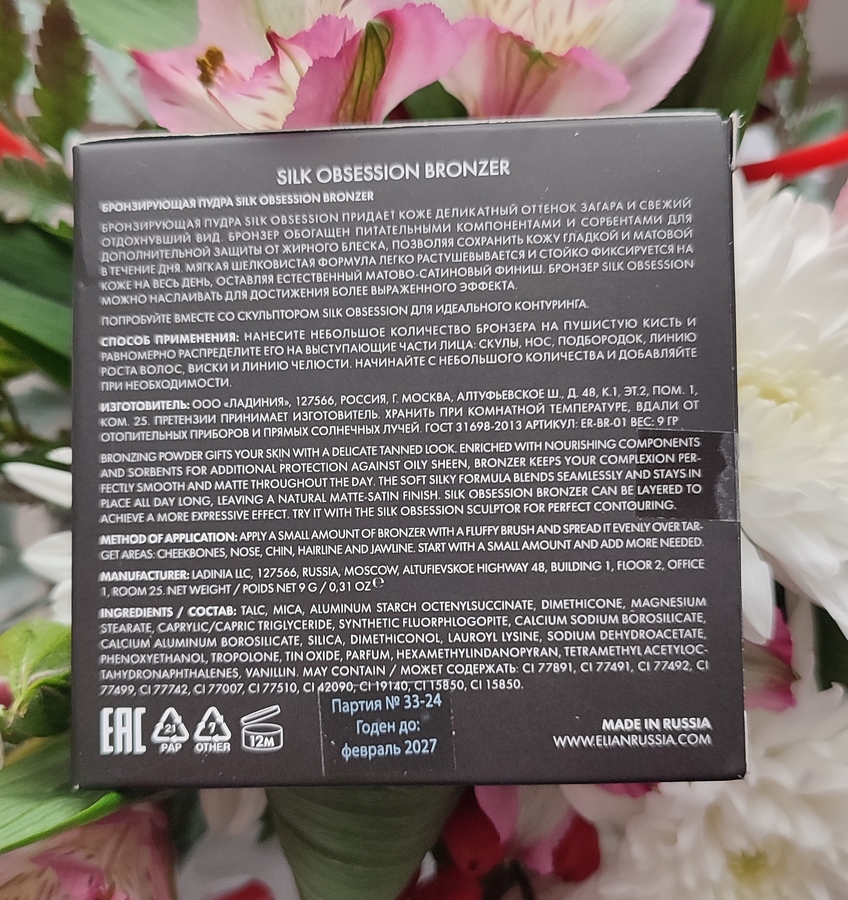 SILK OBSESSION BRONZER
БРОНЗИРУЮЩАЯ ПУДРА SILK OBSESSION BRONZER
БРОНЗИРУЮЩАЯ ПУДРА SILK OBSESSION ПРИДАЕТ КОЖЕ ДЕЛИКАТНЫЙ ОТТЕНОК ЗАГАРА И СВЕЖИЙ
ОТДОХНУВШИЙ ВИД. БРОНЗЕР ОБОГАЩЕН ПИТАТЕЛЬНЫМИ КОМПОНЕНТАМИ И СОРБЕНТАМИ ДЛЯ
ДОПОЛНИТЕЛЬНОЙ ЗАЩИТЫ ОТ ЖИРНОГО БЛЕСКА, ПОЗВОЛЯЯ СОХРАНИТЬ КОЖУ ГЛАДКОЙ И МАТОВОЙ
В ТЕЧЕНИЕ ДНЯ. МЯГКАЯ ШЕЛКОВИСТАЯ ФОРМУЛА ЛЕГКО РАСТУШЕВЫВАЕТСЯ И СТОЙКО ФИКСИРУЕТСЯ НА
КОЖЕ НА ВЕСЬ ДЕНЬ, ОСТАВЛЯЯ ЕСТЕСТВЕННЫЙ МАТОВО-САТИНОВЫЙ ФИНИШ. БРОНЗЕР SILK OBSESSION
МОЖНО НАСЛАИВАТЬ ДЛЯ ДОСТИЖЕНИЯ БОЛЕЕ ВЫРАЖЕННОГО ЭФФЕКТА.
ПОПРОБУЙТЕ ВМЕСТЕ СО СКУЛЬПТОРОМ SILK OBSESSION ДЛЯ ИДЕАЛЬНОГО КОНТУРИНГА.
СПОСОБ ПРИМЕНЕНИЯ: НАНЕСИТЕ НЕБОЛЬШОЕ КОЛИЧЕСТВО БРОНЗЕРА НА ПУШИСТУЮ КИСТЬ И
РАВНОМЕРНО РАСПРЕДЕЛИТЕ ЕГО НА ВЫСТУПАЮЩИЕ ЧАСТИ ЛИЦА: СКУЛЫ, НОС, ПОДБОРОДОК, ЛИНИЮ
РОСТА ВОЛОС, ВИСКИ И ЛИНИЮ ЧЕЛЮСТИ. НАЧИНАЙТЕ С НЕБОЛЬШОГО КОЛИЧЕСТВА И ДОБАВЛЯЙТЕ
ПРИ НЕОБХОДИМОСТИ.
ИЗГОТОВИТЕЛЬ: ООО «ЛАДИНИЯ», 127566, РОССИЯ, Г. МОСКВА, АЛТУФЬЕВСКОЕ Ш., Д. 48, К.1, ЭТ.2, ПОМ. 1,
КОМ. 25. ПРЕТЕНЗИИ ПРИНИМАЕТ ИЗГОТОВИТЕЛЬ. ХРАНИТЬ ПРИ КОМНАТНОЙ ТЕМПЕРАТУРЕ, ВДАЛИ ОТ
ОТОПИТЕЛЬНЫХ ПРИБОРОВ И ПРЯМЫХ СОЛНЕЧНЫХ ЛУЧЕЙ. ГОСТ 31698-2013 АРТИКУЛ: ER-BR-01 ВЕС: 9 ГР
BRONZING POWDER GIFTS YOUR SKIN WITH A DELICATE TANNED LOOK. ENRICHED WITH NOURISHING COMPONENTS
AND SORBENTS FOR ADDITIONAL PROTECTION AGAINST OILY SHEEN, BRONZER KEEPS YOUR COMPLEXION PER-
FECTLY SMOOTH AND MATTE THROUGHOUT THE DAY. THE SOFT SILKY FORMULA BLENDS SEAMLESSLY AND STAYS IN
PLACE ALL DAY LONG, LEAVING A NATURAL MATTE-SATIN FINISH. SILK OBSESSION BRONZER CAN BE LAYERED TO
ACHIEVE A MORE EXPRESSIVE EFFECT. TRY IT WITH THE SILK OBSESSION SCULPTOR FOR PERFECT CONTOURING.
METHOD OF APPLICATION: APPLY A SMALL AMOUNT OF BRONZER WITH A FLUFFY BRUSH AND SPREAD IT EVENLY OVER TAR-
GET AREAS: CHEEKBONES, NOSE, CHIN, HAIRLINE AND JAWLINE. START WITH A SMALL AMOUNT AND ADD MORE NEEDED.
MANUFACTURER: LADINIA LLC, 127566, RUSSIA, MOSCOW, ALTUFIEVSKOE HIGHWAY 48, BUILDING 1, FLOOR 2, OFFICE
1, ROOM 25. NET WEIGHT / POIDS NET 9 G / 0,31 OZ ℮
INGREDIENTS / СОСТАВ: TALC, MICA, ALUMINUM STARCH OCTENYLSUCCINATE, DIMETHICONE, MAGNESIUM
STEARATE, CAPRYLIC/CAPRIC TRIGLYCERIDE, SYNTHETIC FLUORPHLOGOPITE, CALCIUM SODIUM BOROSILICATE,
CALCIUM ALUMINUM BOROSILICATE, SILICA, DIMETHICONOL, LAUROYL LYSINE, SODIUM DEHYDROACETATE,
PHENOXYETHANOL, TROPOLONE, TIN OXIDE, PARFUM, HEXAMETHYLINDANOPYRAN, TETRAMETHYL ACETYLOC-
TAHYDRONAPHTHALENES, VANILLIN. MAY CONTAIN / МОЖЕТ СОДЕРЖАТЬ: CI 77891, CI 77491, CI 77492, CI
77499, CI 77742, CI 77007, CI 77510, CI 42090, CI 19140, CI 15850, CI 15850.
EAC
21 PAP
7 OTHER
12M
Партия № 33-24
Годен до:
февраль 2027
MADE IN RUSSIA
WWW.ELIANRUSSIA.COM